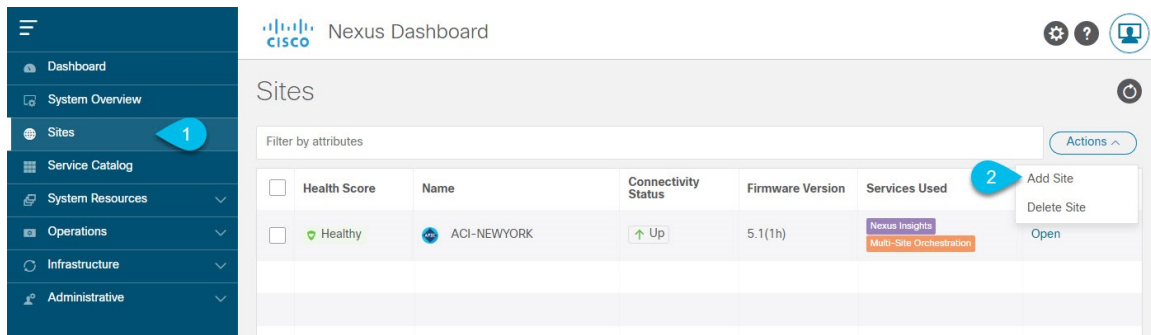 CISCO Nexus Dashboard
?
Dashboard
System Overview
Sites
1
Service Catalog
System Resources
Operations
Infrastructure
Administrative
Sites
Filter by attributes
Actions
2
Add Site
Delete Site
Health Score Name Connectivity Status Firmware Version Services Used
Healthy APIC ACI-NEWYORK Up 5.1(1h) Nexus Insights Open
Multi-Site Orchestration